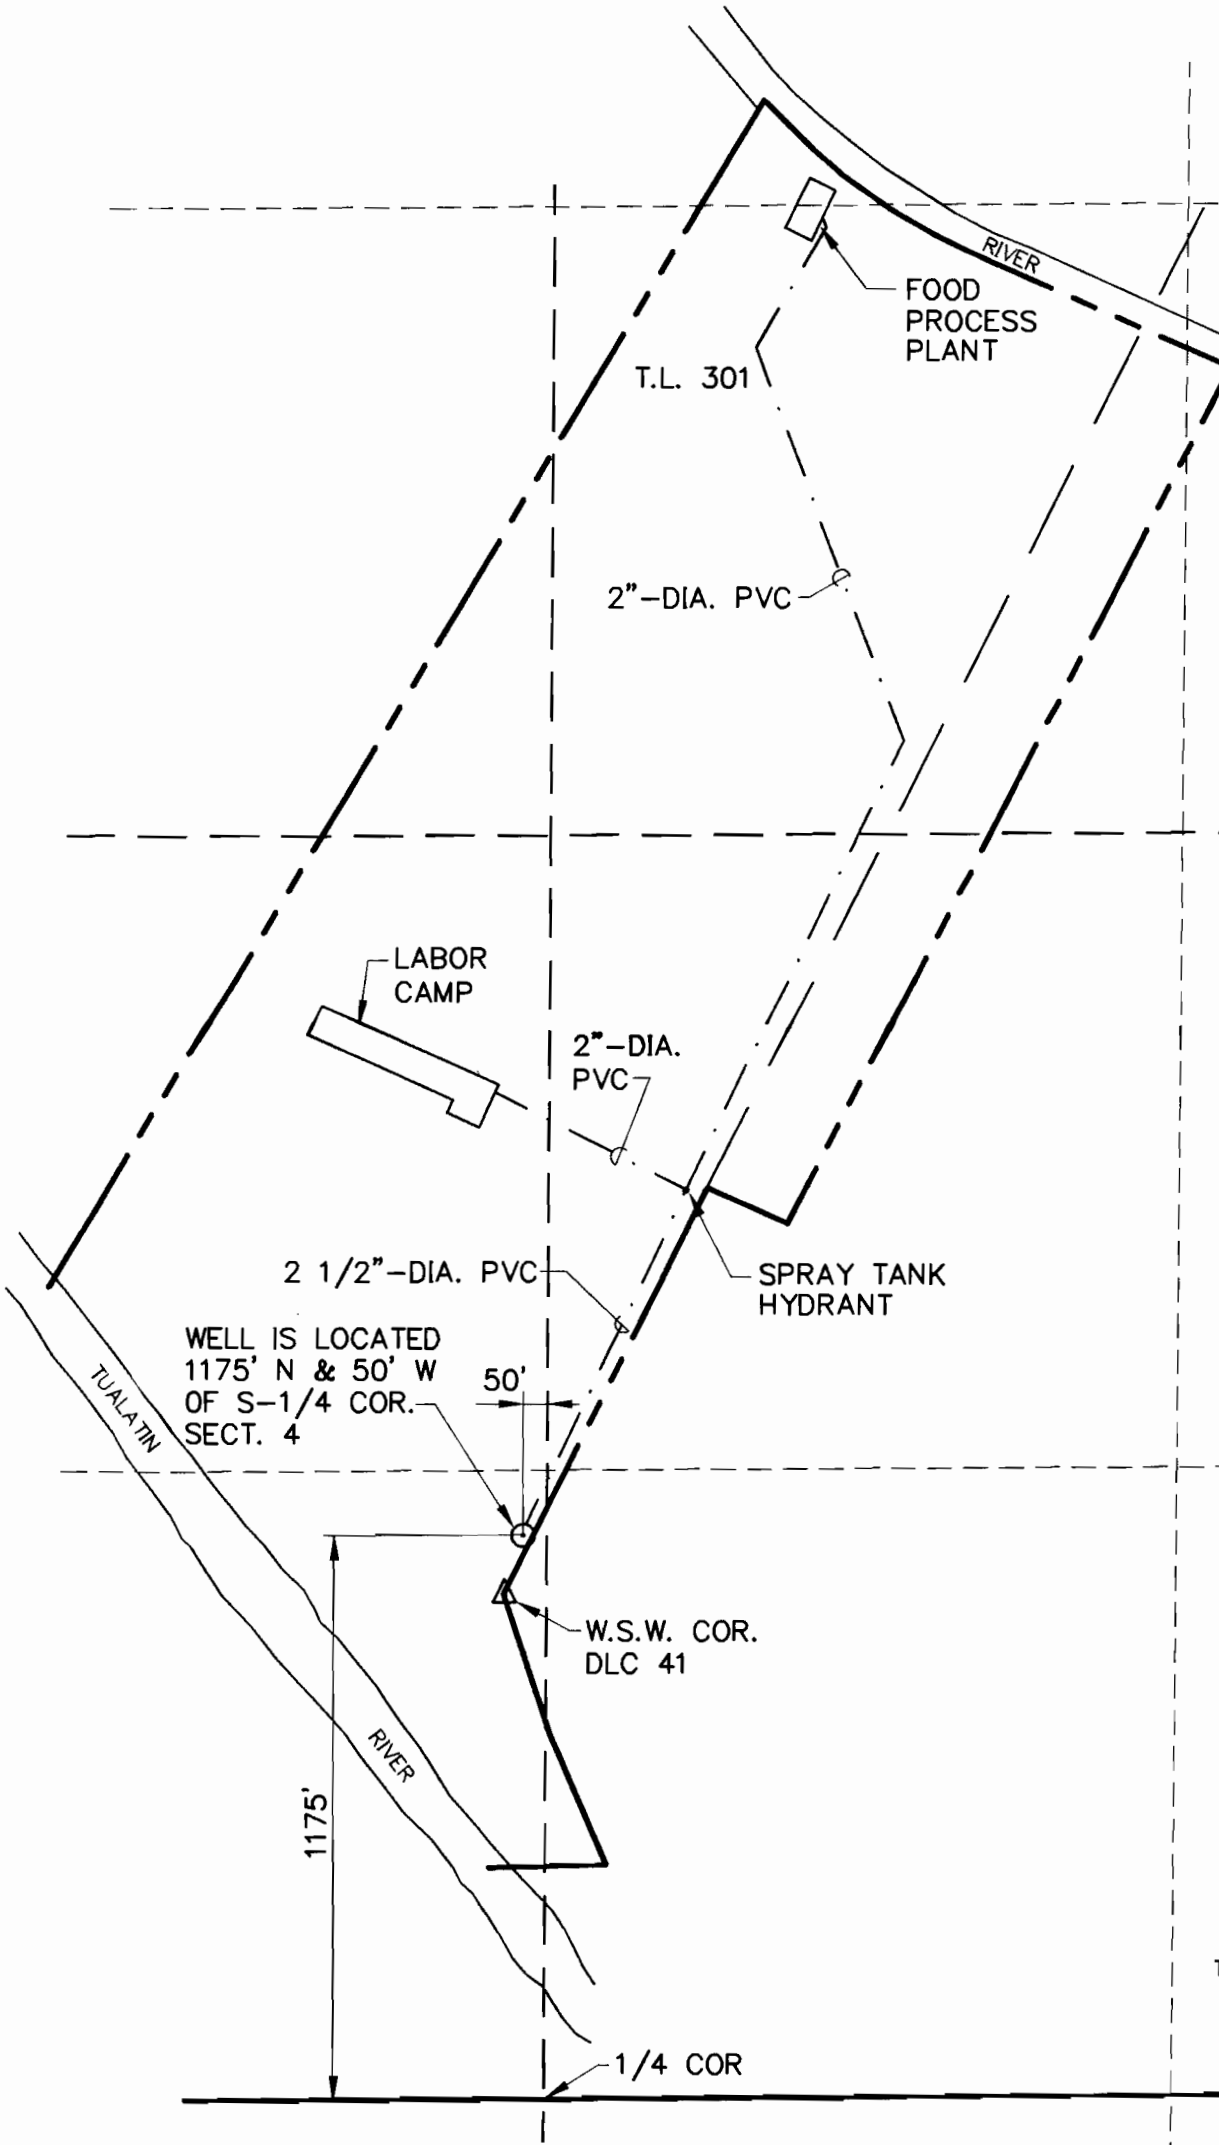 RIVER
FOOD
PROCESS
PLANT
T.L. 301
2"-DIA. PVC
LABOR
CAMP
2"-DIA.
PVC
2 1/2"-DIA. PVC
SPRAY TANK
HYDRANT
WELL IS LOCATED
1175' N & 50' W
OF S-1/4 COR.
SECT. 4
50'
TUALATIN
W.S.W. COR.
DLC 41
RIVER
1175'
1/4 COR